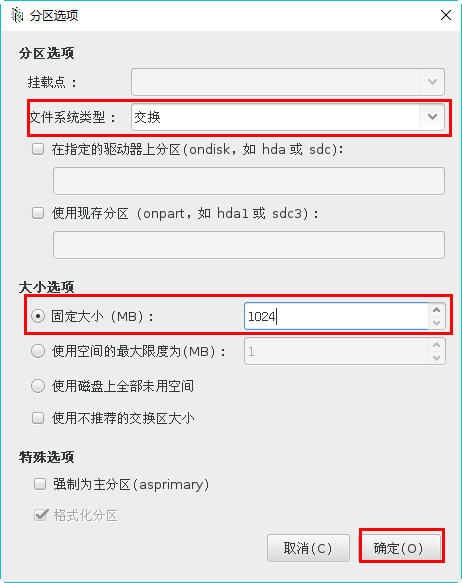 分区选项
分区选项
挂载点 :
文件系统类型 : 交换
在指定的驱动器上分区(ondisk，如 hda 或 sdc):
使用现存分区 (onpart，如 hda1或 sdc3) :
大小选项
固定大小 (MB) : 1024
使用空间的最大限度为(MB) : 1
使用磁盘上全部未用空间
使用不推荐的交换区大小
特殊选项
强制为主分区(asprimary)
格式化分区
取消(C) 确定(O)